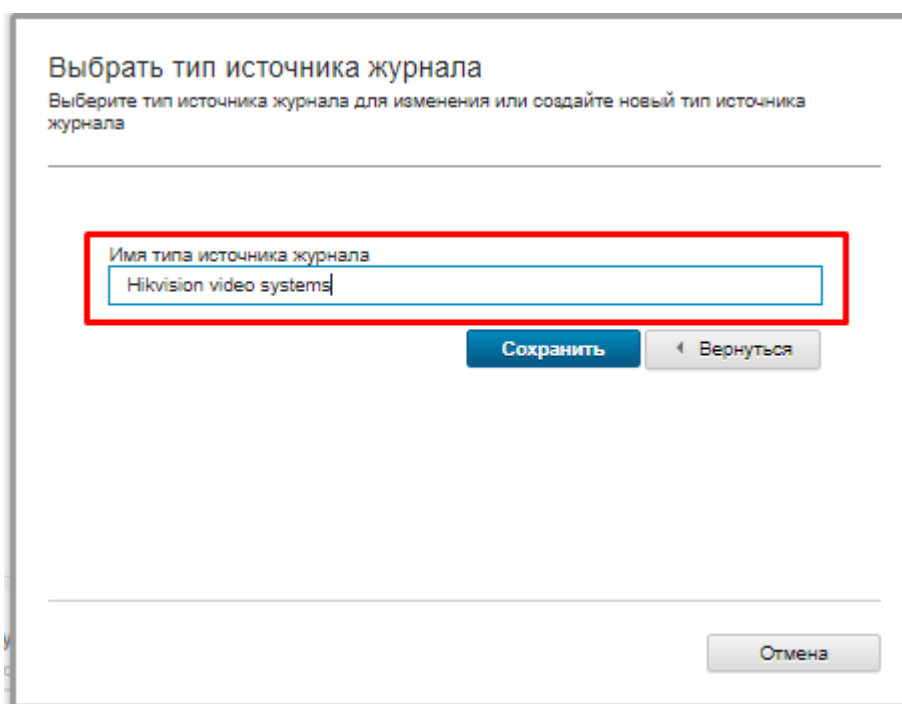 Выбрать тип источника журнала
Выберите тип источника журнала для изменения или создайте новый тип источника
журнала
Имя типа источника журнала
Hikvision video systems
Сохранить
Вернуться
Отмена